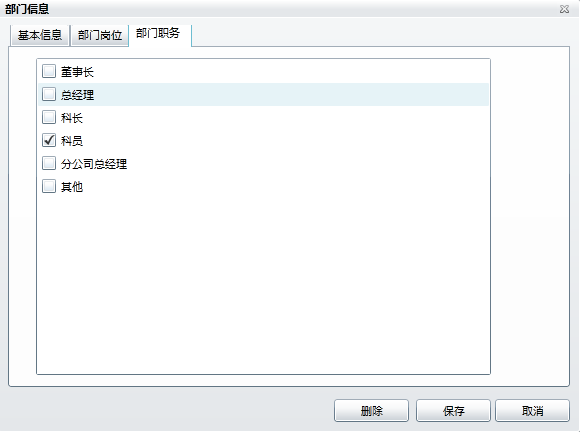 部门信息
基本信息 部门岗位 部门职务
董事长
总经理
科长
科员
分公司总经理
其他
删除 保存 取消